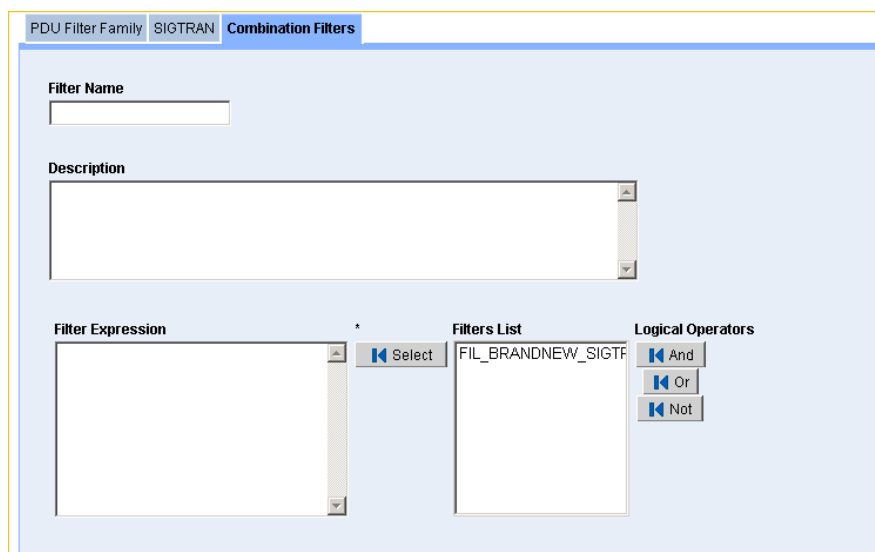 PDU Filter Family SIGTRAN Combination Filters
Filter Name
Description
Filter Expression * Filters List Logical Operators
Select FIL_BRANDNEW_SIGTR And
Or
Not